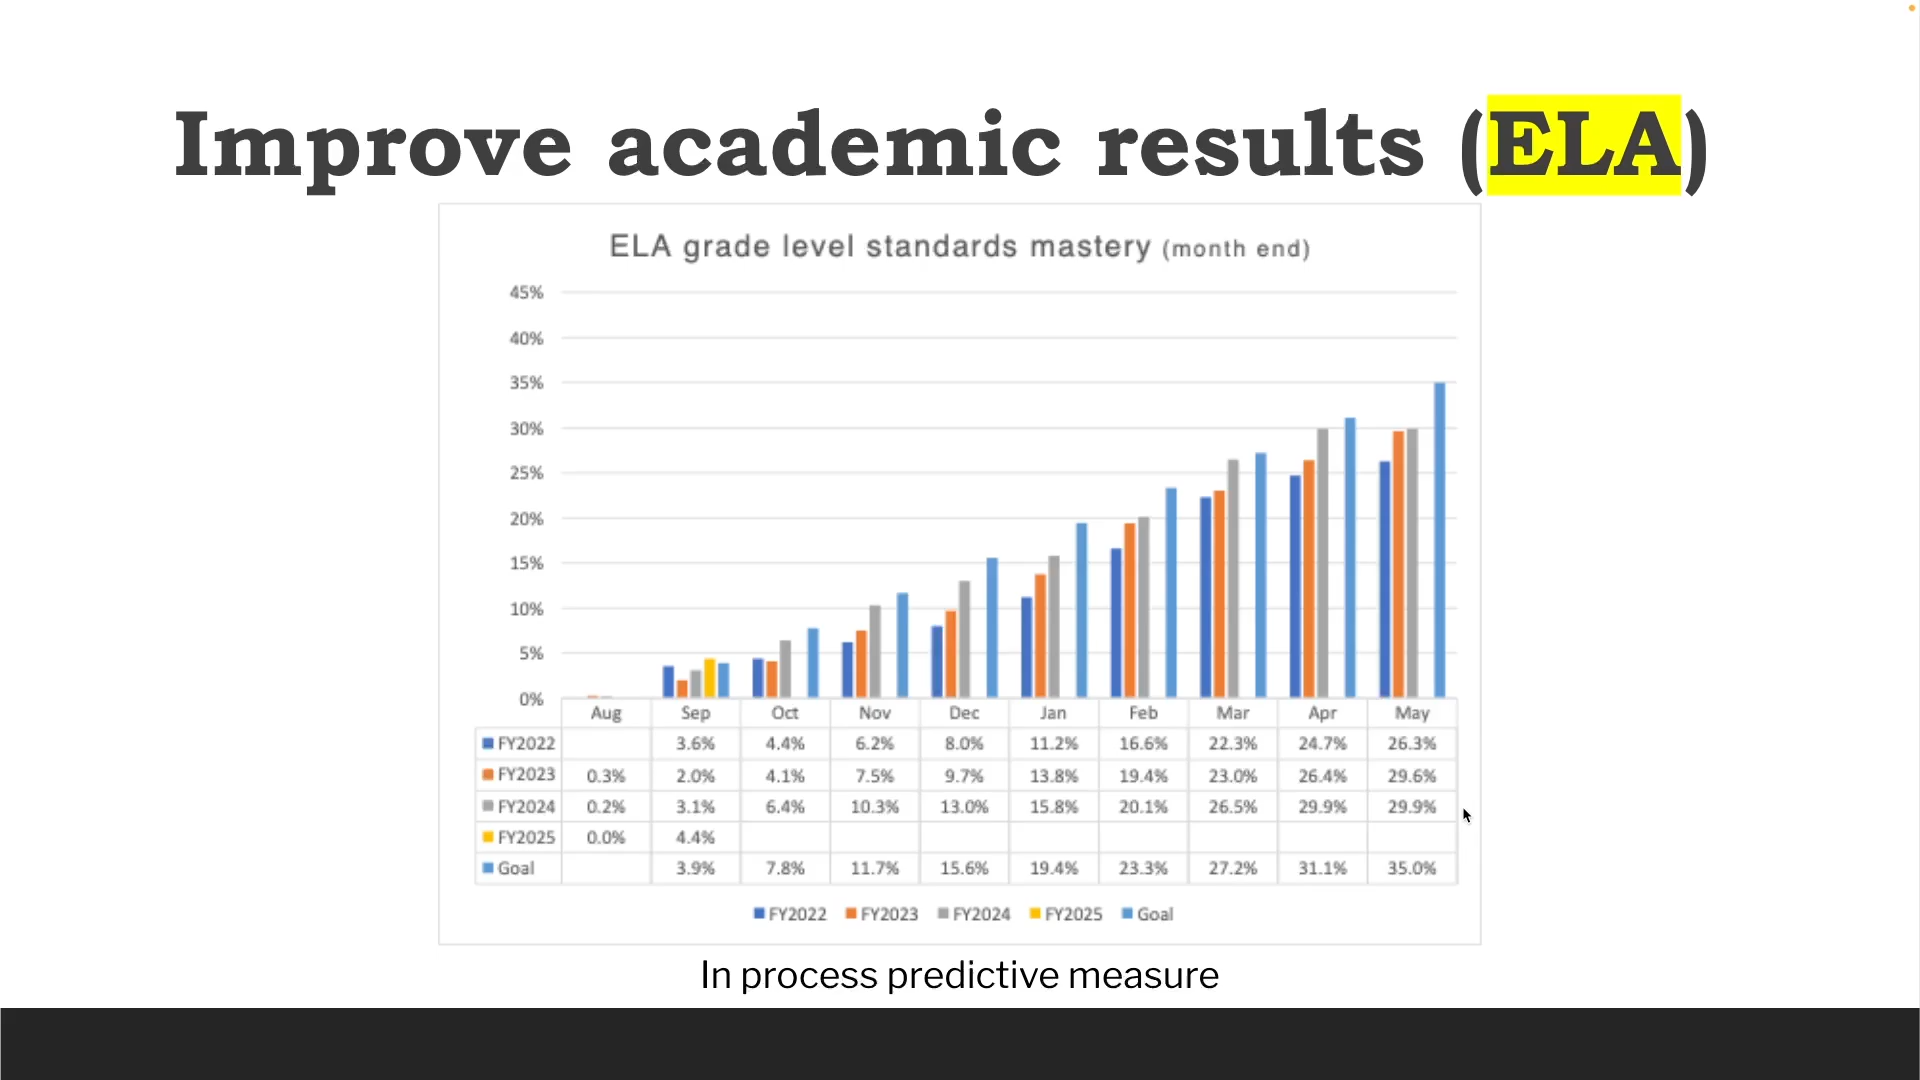 Improve academic results (ELA)
ELA grade level standards mastery (month end)
45%
40%
35%
30%
25%
20%
15%
10%
5%
0%
Aug Sep Oct Nov Dec Jan Feb Mar Apr May
FY2022 3.6% 4.4% 6.2% 8.0% 11.2% 16.6% 22.3% 24.7% 26.3%
FY2023 0.3% 2.0% 4.1% 7.5% 9.7% 13.8% 19.4% 23.0% 26.4% 29.6%
FY2024 0.2% 3.1% 6.4% 10.3% 13.0% 15.8% 20.1% 26.5% 29.9% 29.9%
FY2025 0.0% 4.4%
Goal 3.9% 7.8% 11.7% 15.6% 19.4% 23.3% 27.2% 31.1% 35.0%
FY2022 FY2023 FY2024 FY2025 Goal
In process predictive measure